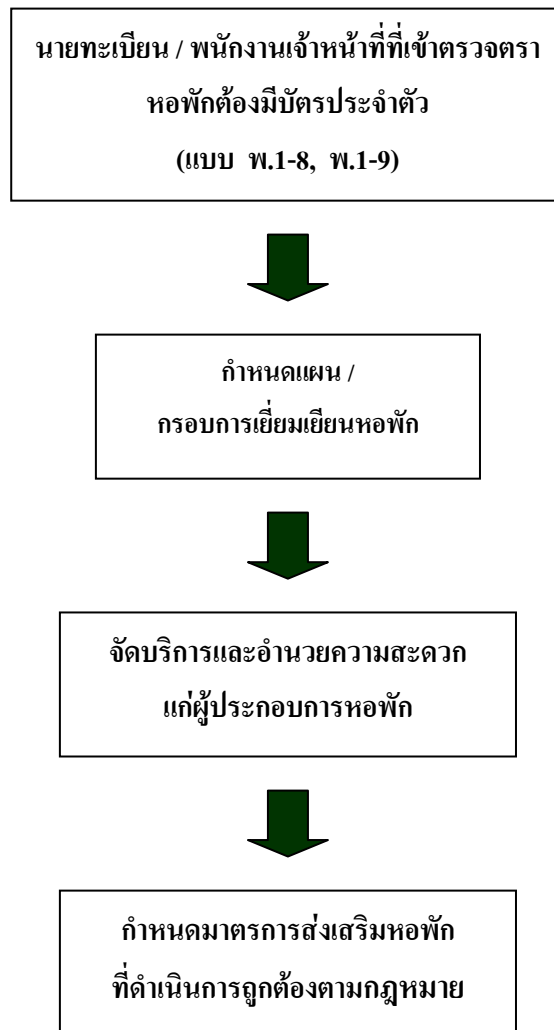 นายทะเบียน / พนักงานเจ้าหน้าที่ที่เข้าตรวจตรา
หอพักต้องมีบัตรประจำตัว
(แบบ พ.1-8, พ.1-9)
กำหนดแผน /
กรอบการเยี่ยมเยียนหอพัก
จัดบริการและอำนวยความสะดวก
แก่ผู้ประกอบการหอพัก
กำหนดมาตรการส่งเสริมหอพัก
ที่ดำเนินการถูกต้องตามกฎหมาย